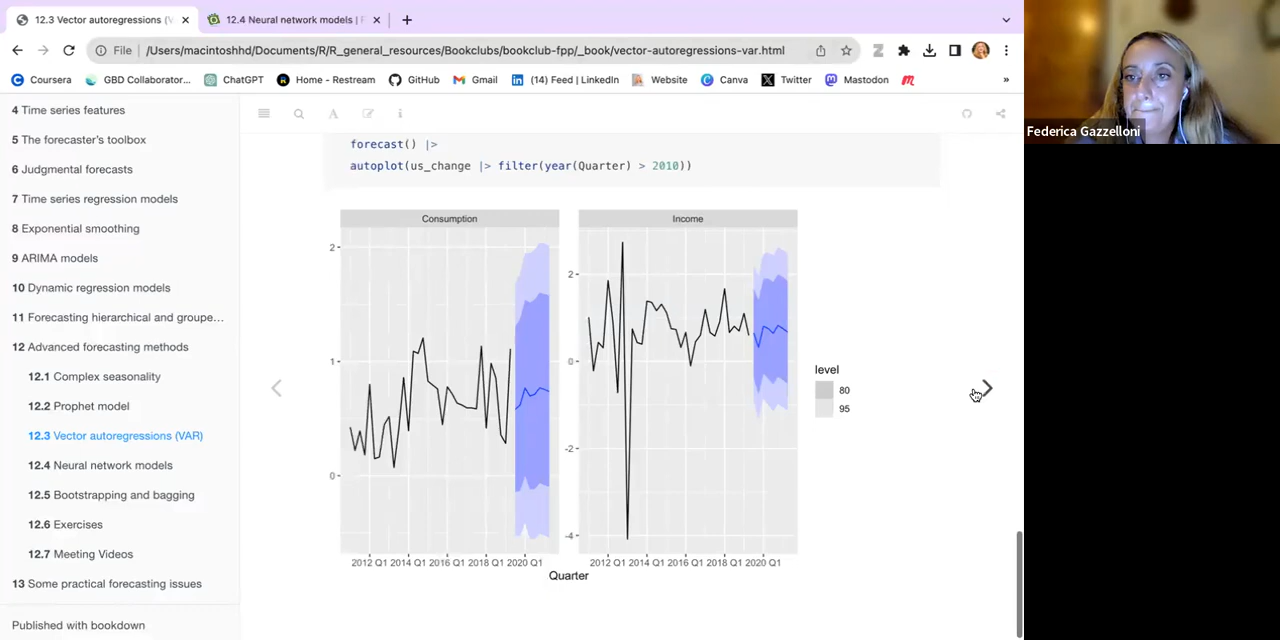 12.3 Vector autoregressions (V
12.4 Neural network models | F
File
/Users/macintoshhd/Documents/R/R_general_resources/Bookclubs/bookclub-fpp/_book/vector-autoregressions-var.html
Coursera
GBD Collaborator...
ChatGPT
Home - Restream
GitHub
Gmail
(14) Feed | LinkedIn
Website
Canva
Twitter
Mastodon
»
4 Time series features
5 The forecaster's toolbox
6 Judgmental forecasts
7 Time series regression models
8 Exponential smoothing
9 ARIMA models
10 Dynamic regression models
11 Forecasting hierarchical and groupe...
12 Advanced forecasting methods
12.1 Complex seasonality
12.2 Prophet model
12.3 Vector autoregressions (VAR)
12.4 Neural network models
12.5 Bootstrapping and bagging
12.6 Exercises
12.7 Meeting Videos
13 Some practical forecasting issues
Published with bookdown
forecast() |>
autoplot(us_change |> filter(year(Quarter) > 2010))
Consumption
2
1
0
2012 Q1 2014 Q1 2016 Q1 2018 Q1 2020 Q1
Income
2
0
-2
-4
2012 Q1 2014 Q1 2016 Q1 2018 Q1 2020 Q1
Quarter
level
80
95
Federica Gazzelloni